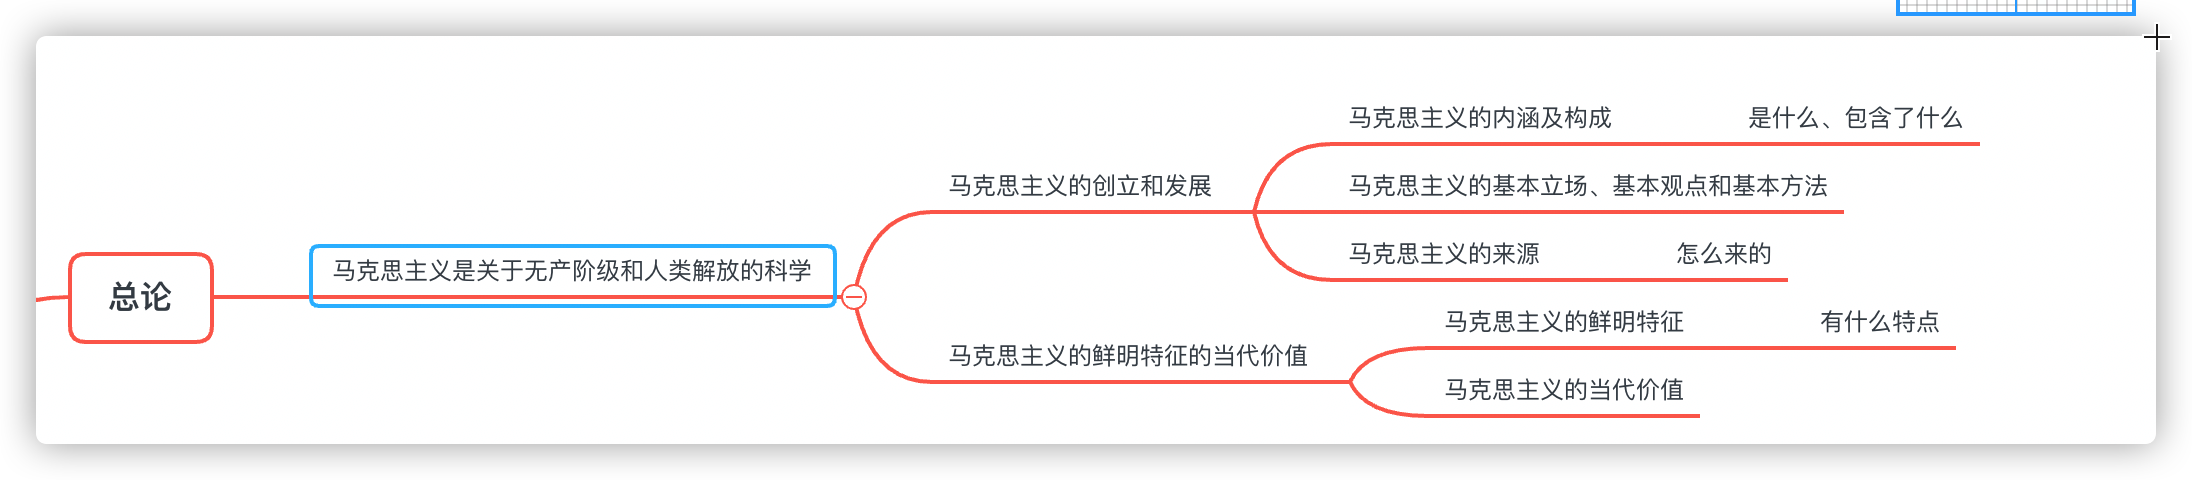 总论
马克思主义是关于无产阶级和人类解放的科学
马克思主义的创立和发展
马克思主义的内涵及构成 是什么、包含了什么
马克思主义的基本立场、基本观点和基本方法
马克思主义的来源 怎么来的
马克思主义的鲜明特征的当代价值
马克思主义的鲜明特征 有什么特点
马克思主义的当代价值